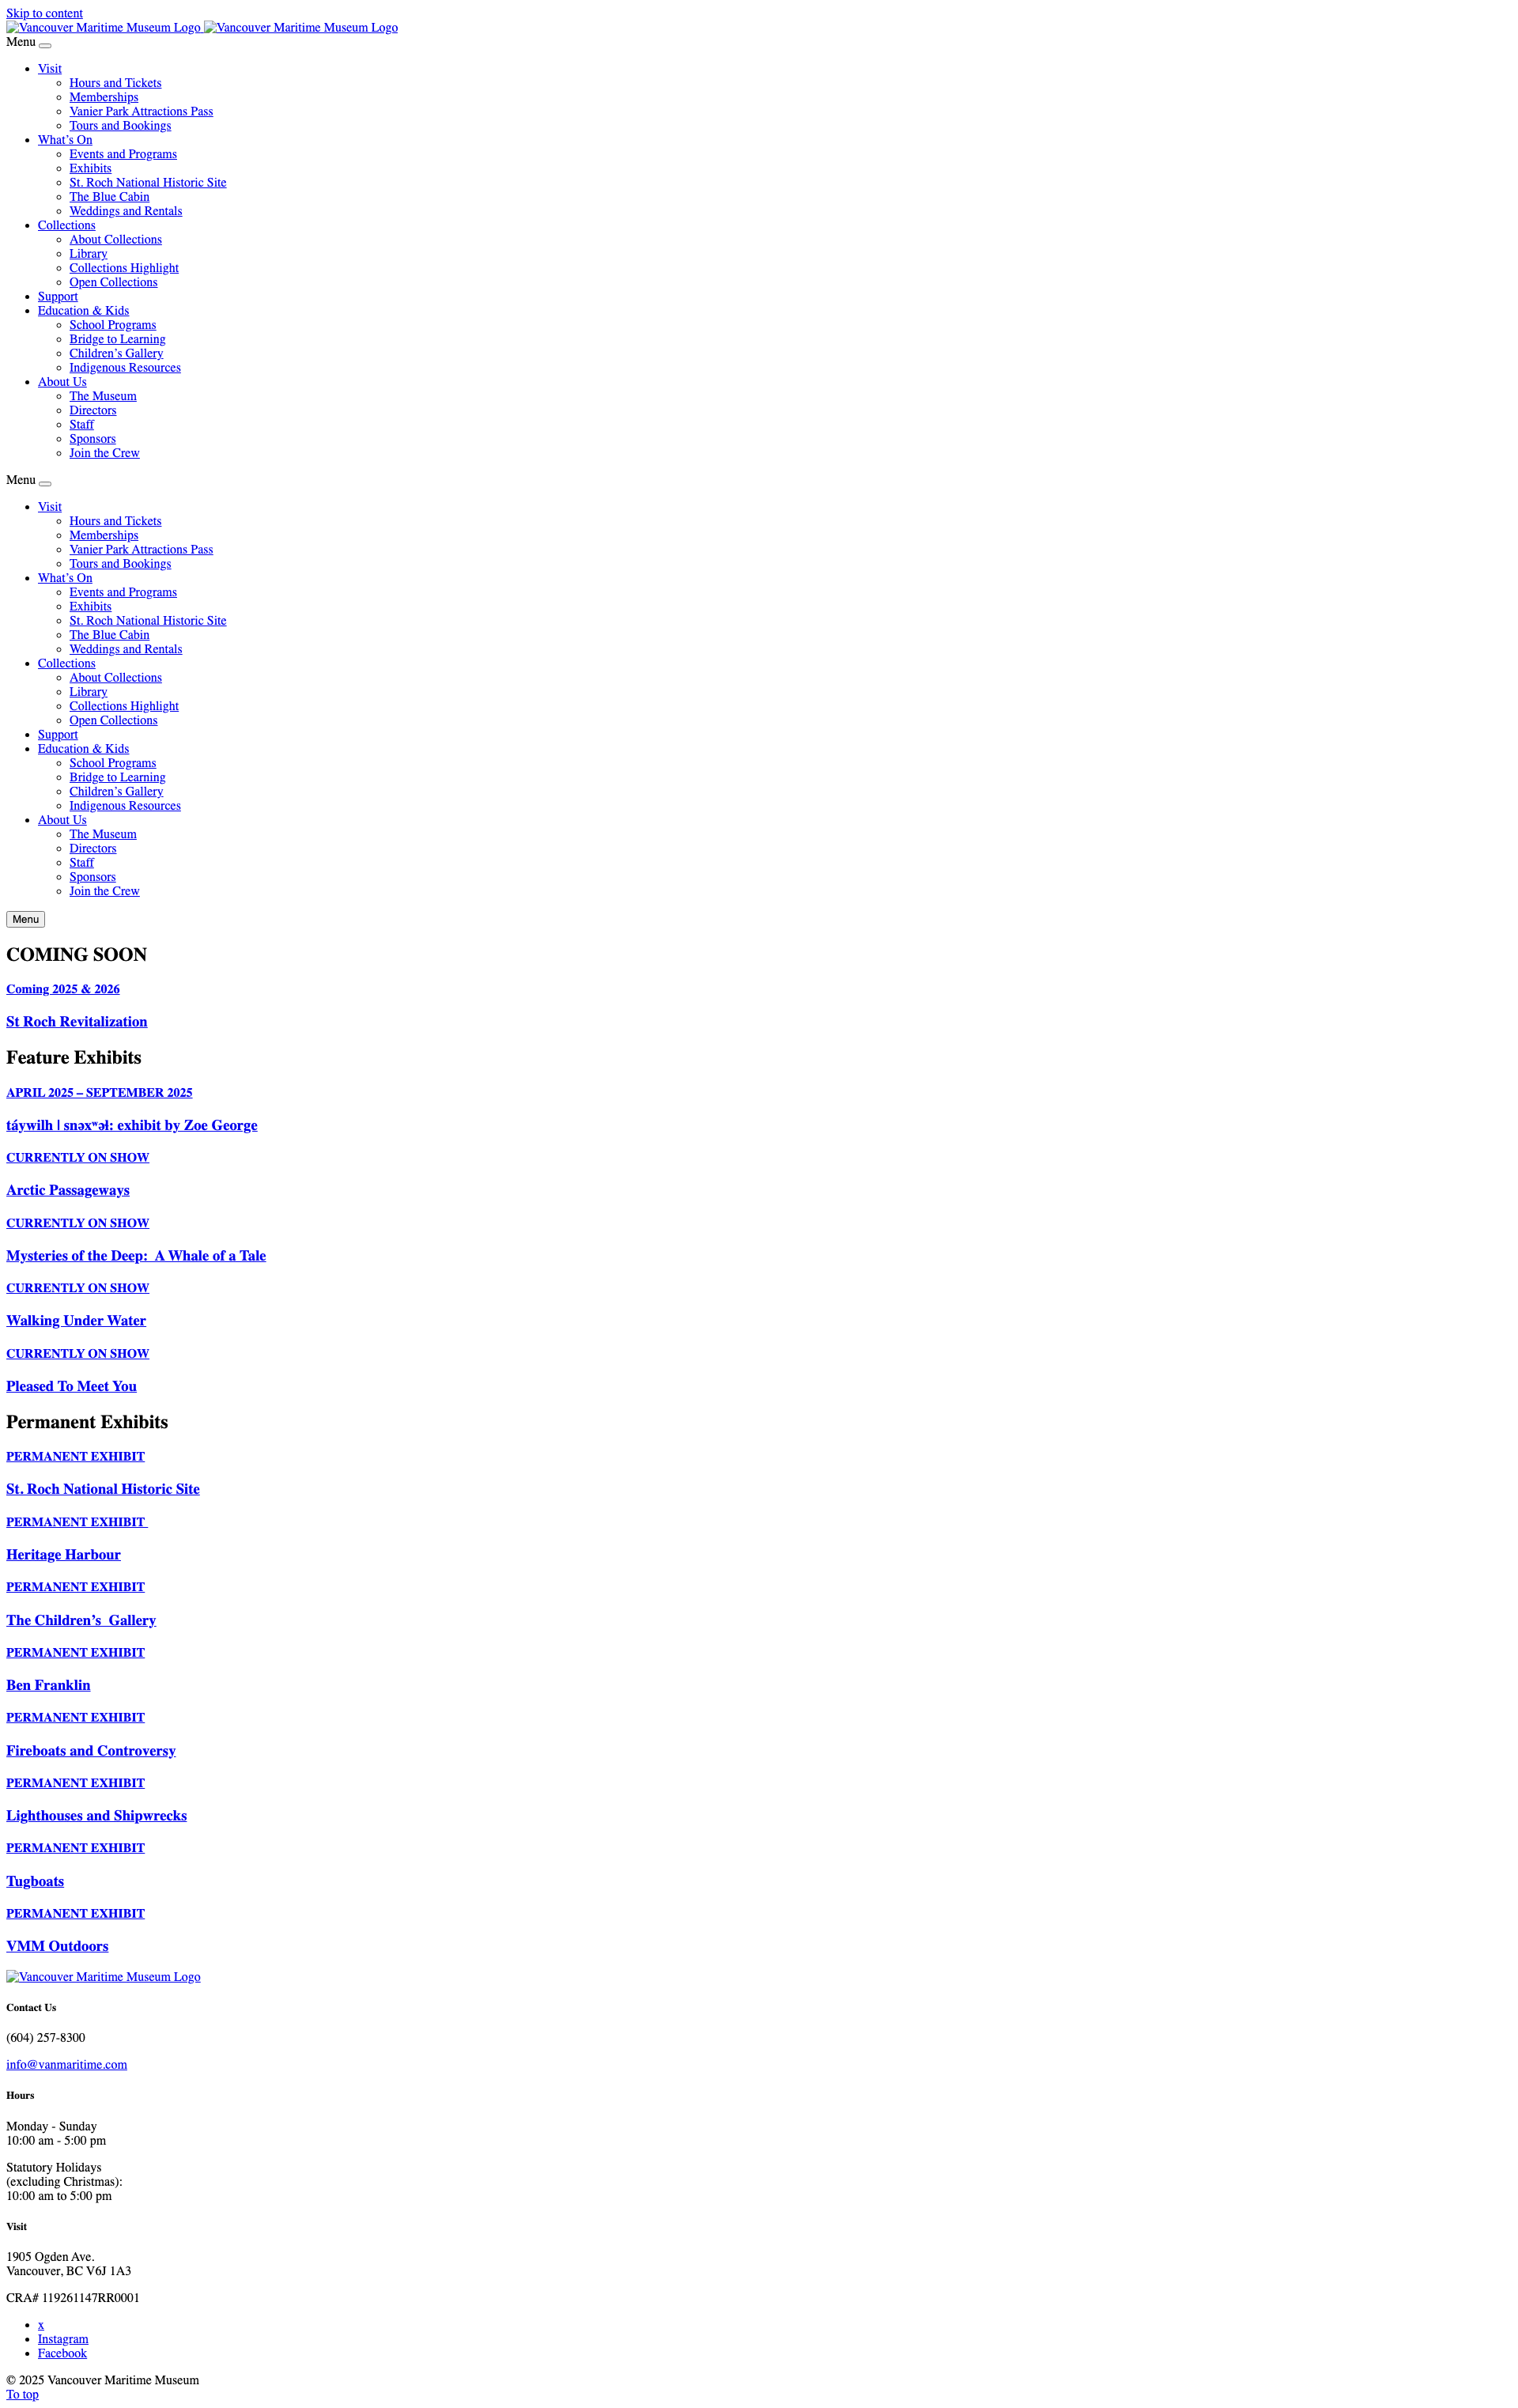 Skip to content
Vancouver Maritime Museum Logo Vancouver Maritime Museum Logo
Menu
Visit
Hours and Tickets
Memberships
Vanier Park Attractions Pass
Tours and Bookings
What’s On
Events and Programs
Exhibits
St. Roch National Historic Site
The Blue Cabin
Weddings and Rentals
Collections
About Collections
Library
Collections Highlight
Open Collections
Support
Education & Kids
School Programs
Bridge to Learning
Children’s Gallery
Indigenous Resources
About Us
The Museum
Directors
Staff
Sponsors
Join the Crew
Menu
Visit
Hours and Tickets
Memberships
Vanier Park Attractions Pass
Tours and Bookings
What’s On
Events and Programs
Exhibits
St. Roch National Historic Site
The Blue Cabin
Weddings and Rentals
Collections
About Collections
Library
Collections Highlight
Open Collections
Support
Education & Kids
School Programs
Bridge to Learning
Children’s Gallery
Indigenous Resources
About Us
The Museum
Directors
Staff
Sponsors
Join the Crew
Menu
COMING SOON
Coming 2025 & 2026
St Roch Revitalization
Feature Exhibits
APRIL 2025 – SEPTEMBER 2025
táywilh | snəxʷəɬ: exhibit by Zoe George
CURRENTLY ON SHOW
Arctic Passageways
CURRENTLY ON SHOW
Mysteries of the Deep:  A Whale of a Tale
CURRENTLY ON SHOW
Walking Under Water
CURRENTLY ON SHOW
Pleased To Meet You
Permanent Exhibits
PERMANENT EXHIBIT
St. Roch National Historic Site
PERMANENT EXHIBIT
Heritage Harbour
PERMANENT EXHIBIT
The Children’s  Gallery
PERMANENT EXHIBIT
Ben Franklin
PERMANENT EXHIBIT
Fireboats and Controversy
PERMANENT EXHIBIT
Lighthouses and Shipwrecks
PERMANENT EXHIBIT
Tugboats
PERMANENT EXHIBIT
VMM Outdoors
Vancouver Maritime Museum Logo
Contact Us
(604) 257-8300
info@vanmaritime.com
Hours
Monday - Sunday
10:00 am - 5:00 pm
Statutory Holidays
(excluding Christmas):
10:00 am to 5:00 pm
Visit
1905 Ogden Ave.
Vancouver, BC V6J 1A3
CRA# 119261147RR0001
x
Instagram
Facebook
© 2025 Vancouver Maritime Museum
To top